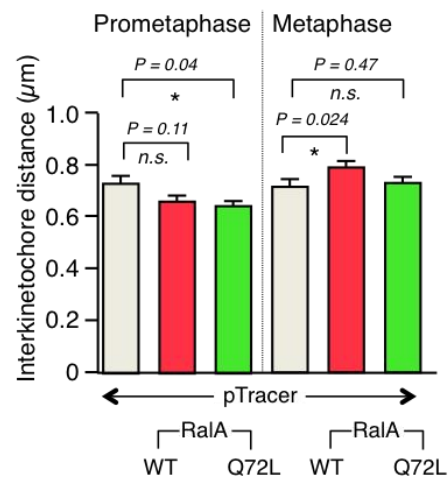 Prometaphase Metaphase
P = 0.04 P = 0.47
* n.s.
P = 0.11 P = 0.024
n.s. *
Interkinetochore distance (µm)
1.0
0.8
0.6
0.4
0.2
0
pTracer
RalA RalA
WT Q72L WT Q72L